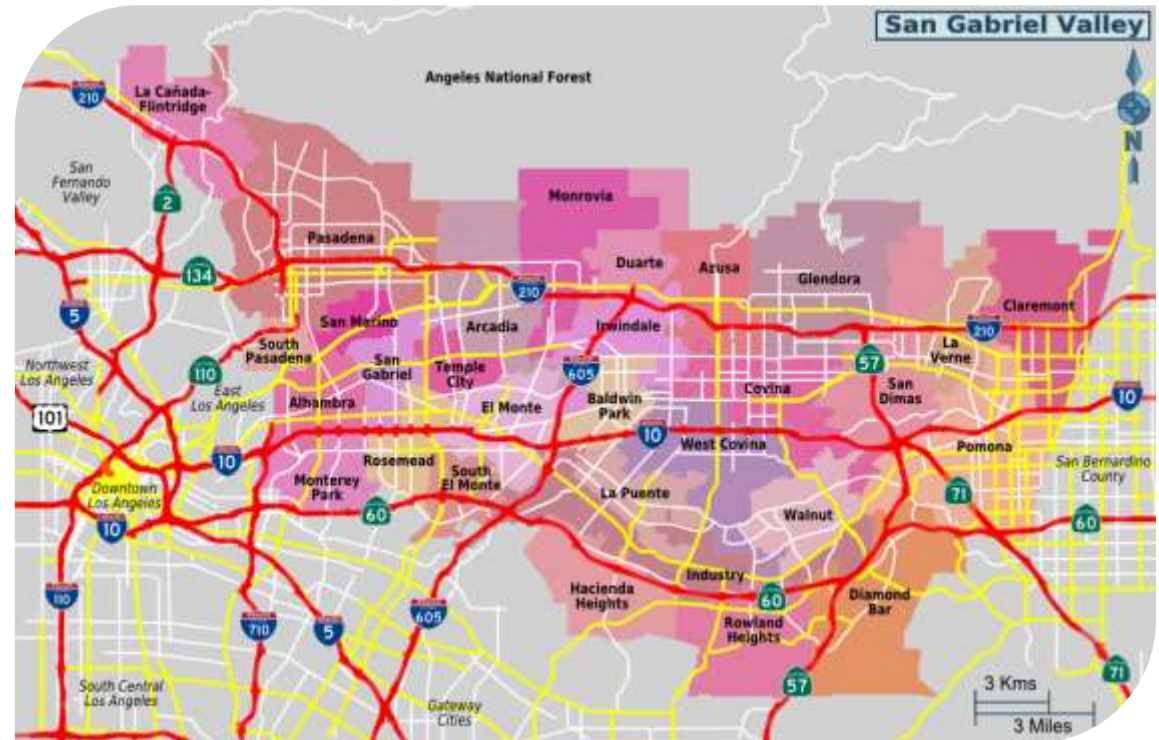 San Gabriel Valley
Angeles National Forest
La Cañada-
Flintridge
210
N
San
Fernando
Valley
2
Monrovia
Pasadena
134
Duarte
Azusa
Glendora
210
5
San Marino
Arcadia
Irwindale
Claremont
210
South
Pasadena
La
Verne
Northwest
Los Angeles
110
San
Gabriel
Temple
City
605
57
East
Los Angeles
Covina
San
Dimas
10
101
Alhambra
El Monte
Baldwin
Park
10
West Covina
Pomona
10
Rosemead
South
El Monte
San Bernardino
County
Monterey
Park
Downtown
Los Angeles
La Puente
71
60
Walnut
60
10
Industry
Hacienda
Heights
60
Diamond
Bar
110
605
Rowland
Heights
710
5
71
South Central
Los Angeles
57
3 Kms
Gateway
Cities
3 Miles